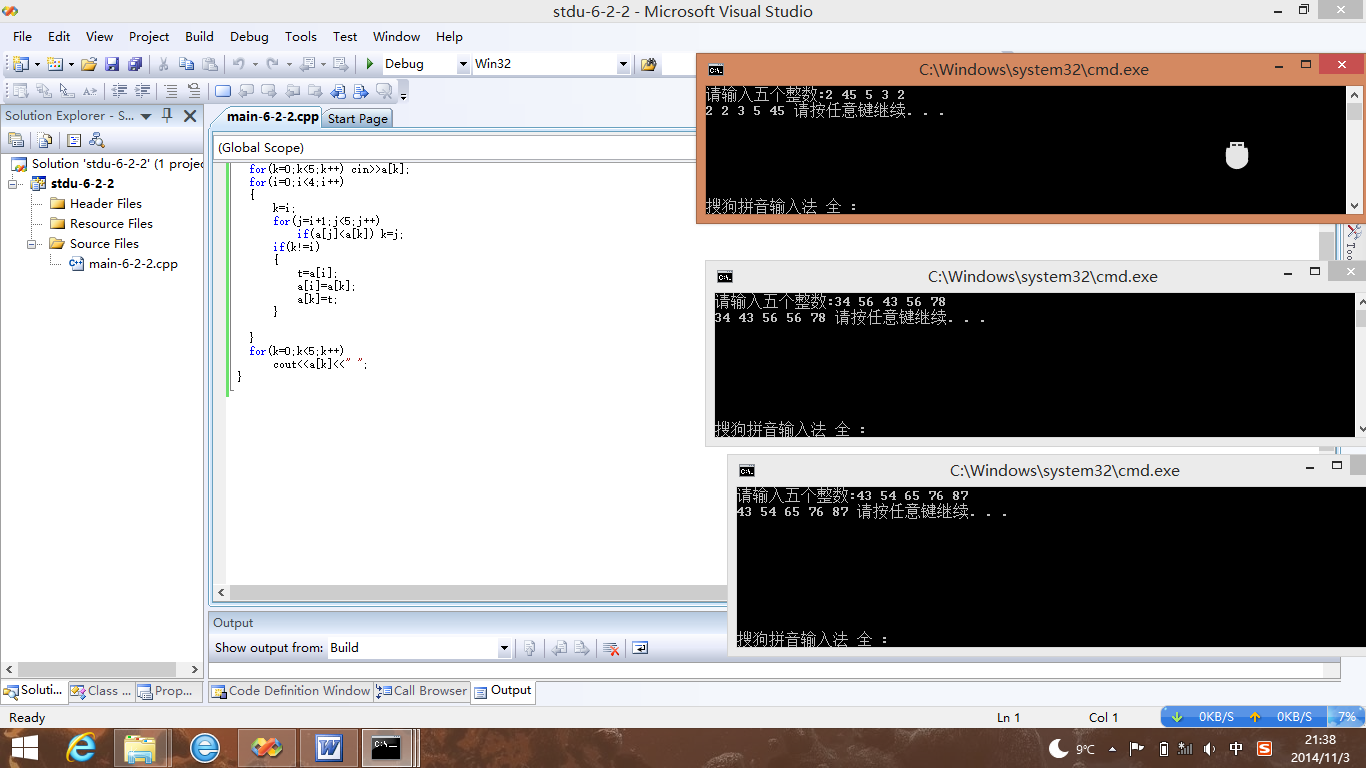 stdu-6-2-2 - Microsoft Visual Studio
File Edit View Project Build Debug Tools Test Window Help
Debug Win32
Solution Explorer - S...
Solution 'stdu-6-2-2' (1 projec
stdu-6-2-2
Header Files
Resource Files
Source Files
main-6-2-2.cpp
main-6-2-2.cpp Start Page
(Global Scope)
for(k=0;k<5;k++) cin>>a[k];
for(i=0;i<4;i++)
{
k=i;
for(j=i+1;j<5;j++)
if(a[j]<a[k]) k=j;
if(k!=i)
{
t=a[i];
a[i]=a[k];
a[k]=t;
}
}
for(k=0;k<5;k++)
cout<<a[k]<<" ";
}
C:\Windows\system32\cmd.exe
请输入五个整数:2 45 5 3 2
2 2 3 5 45 请按任意键继续. . .
搜狗拼音输入法 全 :
C:\Windows\system32\cmd.exe
请输入五个整数:34 56 43 56 78
34 43 56 56 78 请按任意键继续. . .
搜狗拼音输入法 全 :
C:\Windows\system32\cmd.exe
请输入五个整数:43 54 65 76 87
43 54 65 76 87 请按任意键继续. . .
搜狗拼音输入法 全 :
Output
Show output from: Build
Soluti... Class ... Prop...
Code Definition Window Call Browser Output
Ready Ln 1 Col 1
0KB/S 0KB/S 7%
9°C 中
21:38
2014/11/3